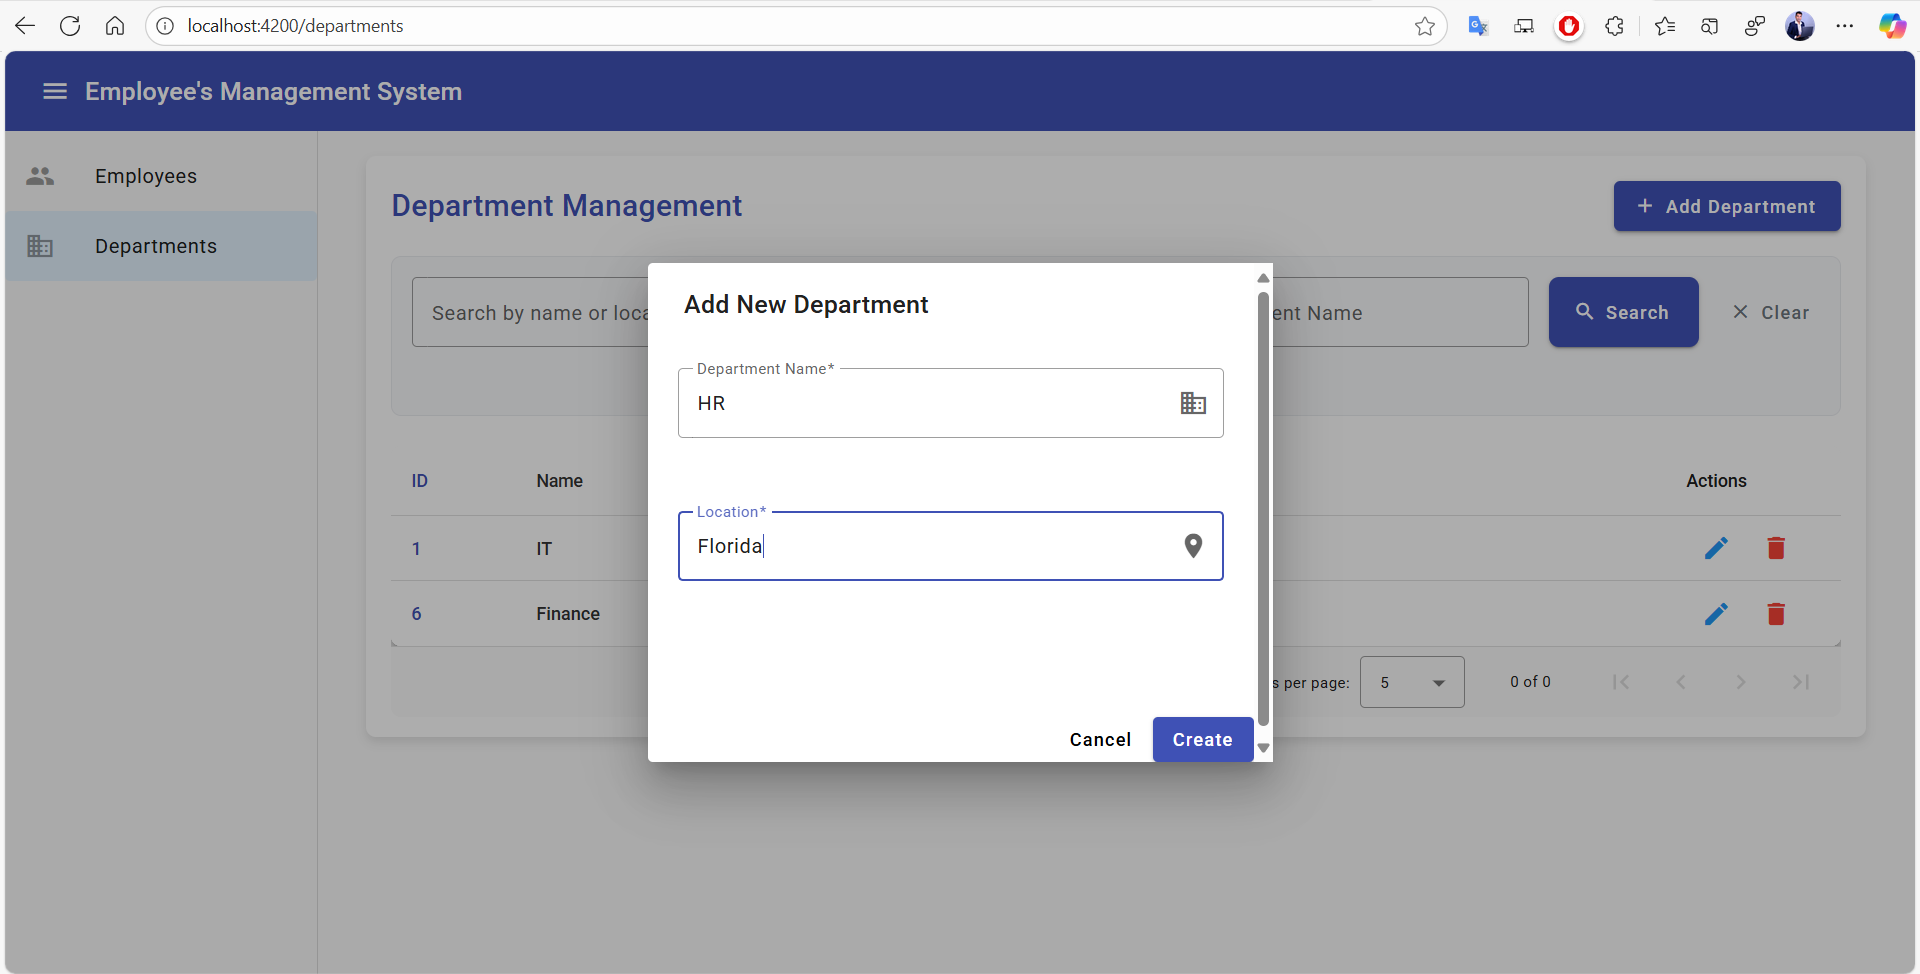 localhost:4200/departments
Employee's Management System
Employees
Departments
Department Management
+ Add Department
Search by name or loca
ent Name
Search
Clear
Add New Department
Department Name*
HR
Location*
Florida
Cancel
Create
ID
Name
Actions
1
IT
6
Finance
s per page:
5
0 of 0